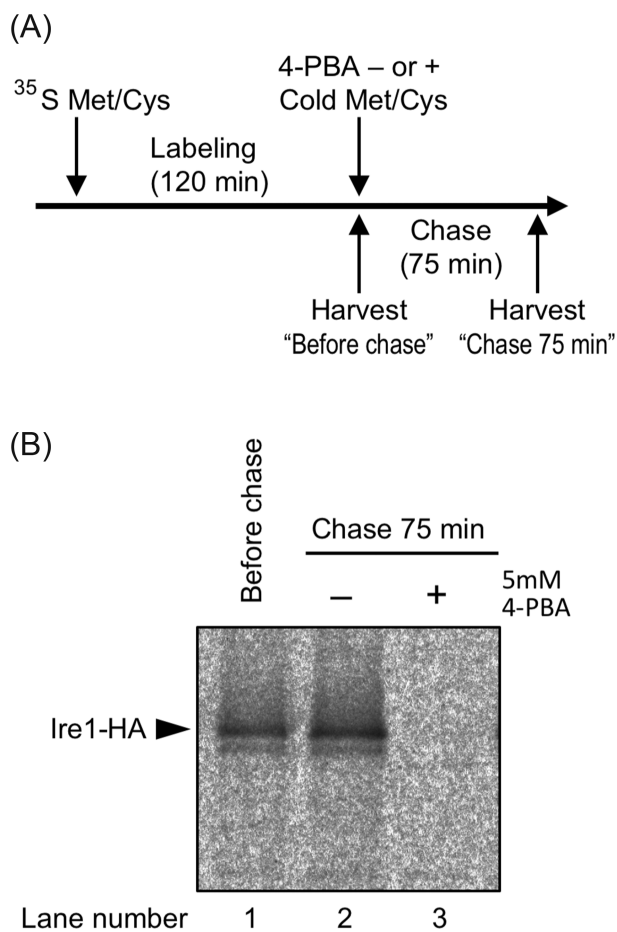 (A)
4-PBA – or +
³⁵S Met/Cys
Cold Met/Cys
Labeling
(120 min)
Chase
(75 min)
Harvest
Harvest
“Before chase”
“Chase 75 min”
(B)
Before chase
Chase 75 min
– + 5mM
4-PBA
Ire1-HA
Lane number 1 2 3